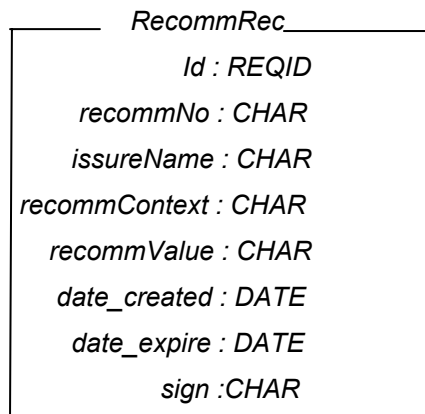 RecommRec
Id : REQID
recommNo : CHAR
issureName : CHAR
recommContext : CHAR
recommValue : CHAR
date_created : DATE
date_expire : DATE
sign :CHAR